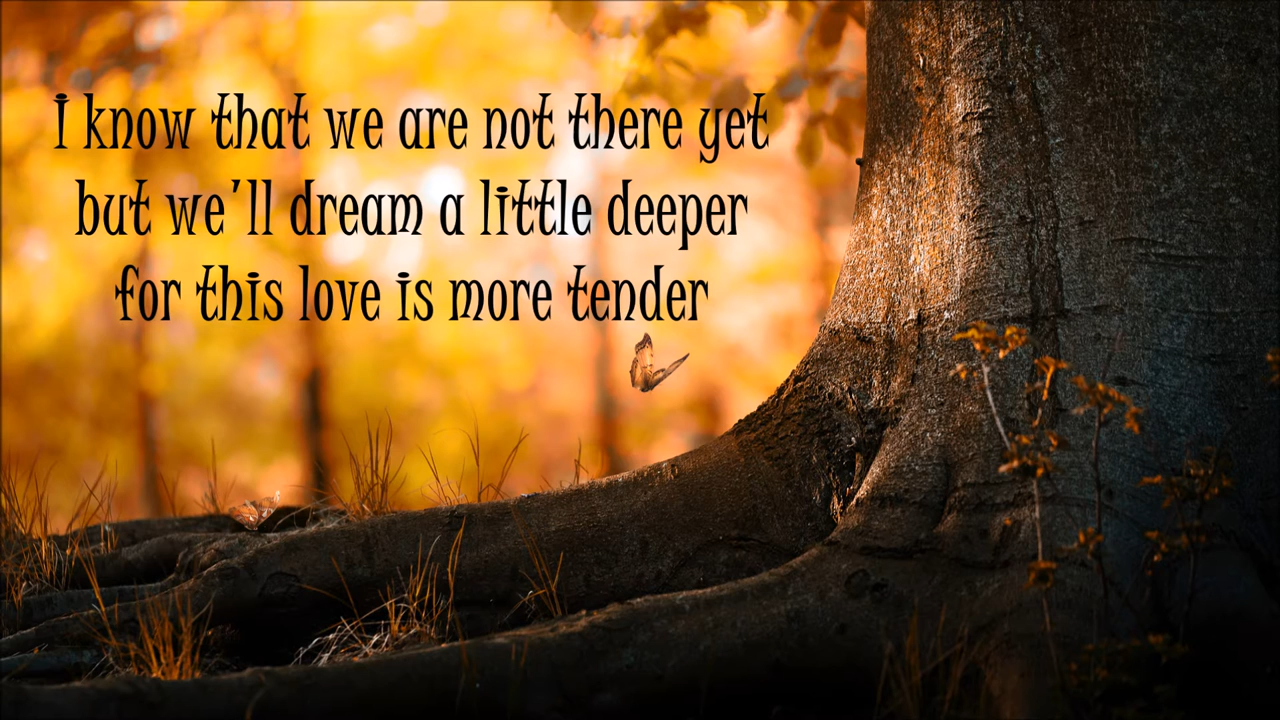 I know that we are not there yet
but we'll dream a little deeper
for this love is more tender